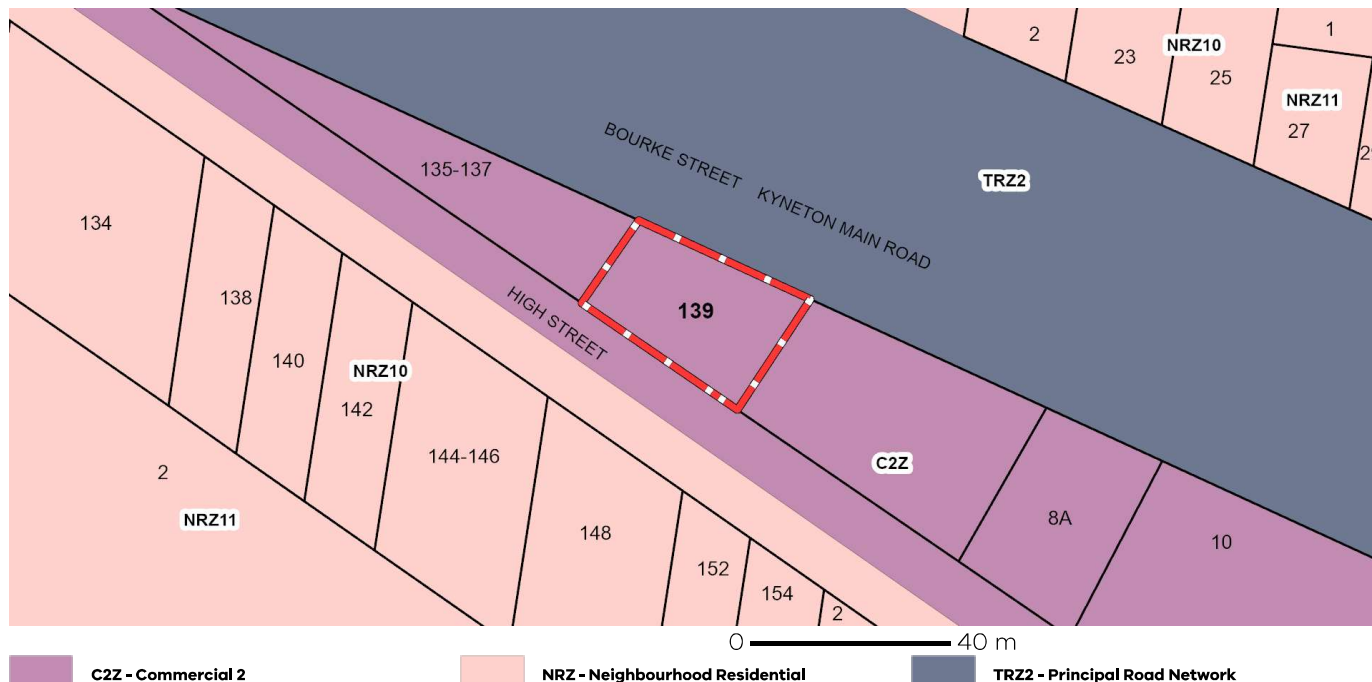 2
23
NRZ10
25
1
NRZ11
27
2
135-137
BOURKE STREET KYNETON MAIN ROAD
TRZ2
134
138
140
NRZ10
142
144-146
2
NRZ11
148
152
154
2
HIGH STREET
139
C2Z
8A
10
0 40 m
C2Z - Commercial 2
NRZ - Neighbourhood Residential
TRZ2 - Principal Road Network